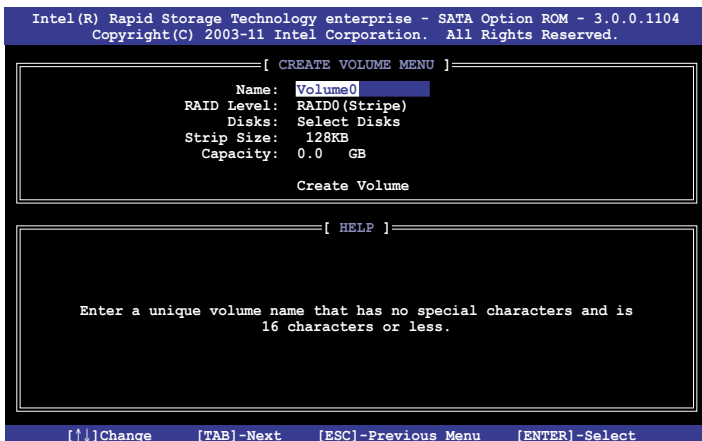 Intel(R) Rapid Storage Technology enterprise - SATA Option ROM - 3.0.0.1104
Copyright(C) 2003-11 Intel Corporation. All Rights Reserved.
[ CREATE VOLUME MENU ]
Name: Volume0
RAID Level: RAID0(Stripe)
Disks: Select Disks
Strip Size: 128KB
Capacity: 0.0 GB
Create Volume
[ HELP ]
Enter a unique volume name that has no special characters and is
16 characters or less.
[↑↓]Change [TAB]-Next [ESC]-Previous Menu [ENTER]-Select